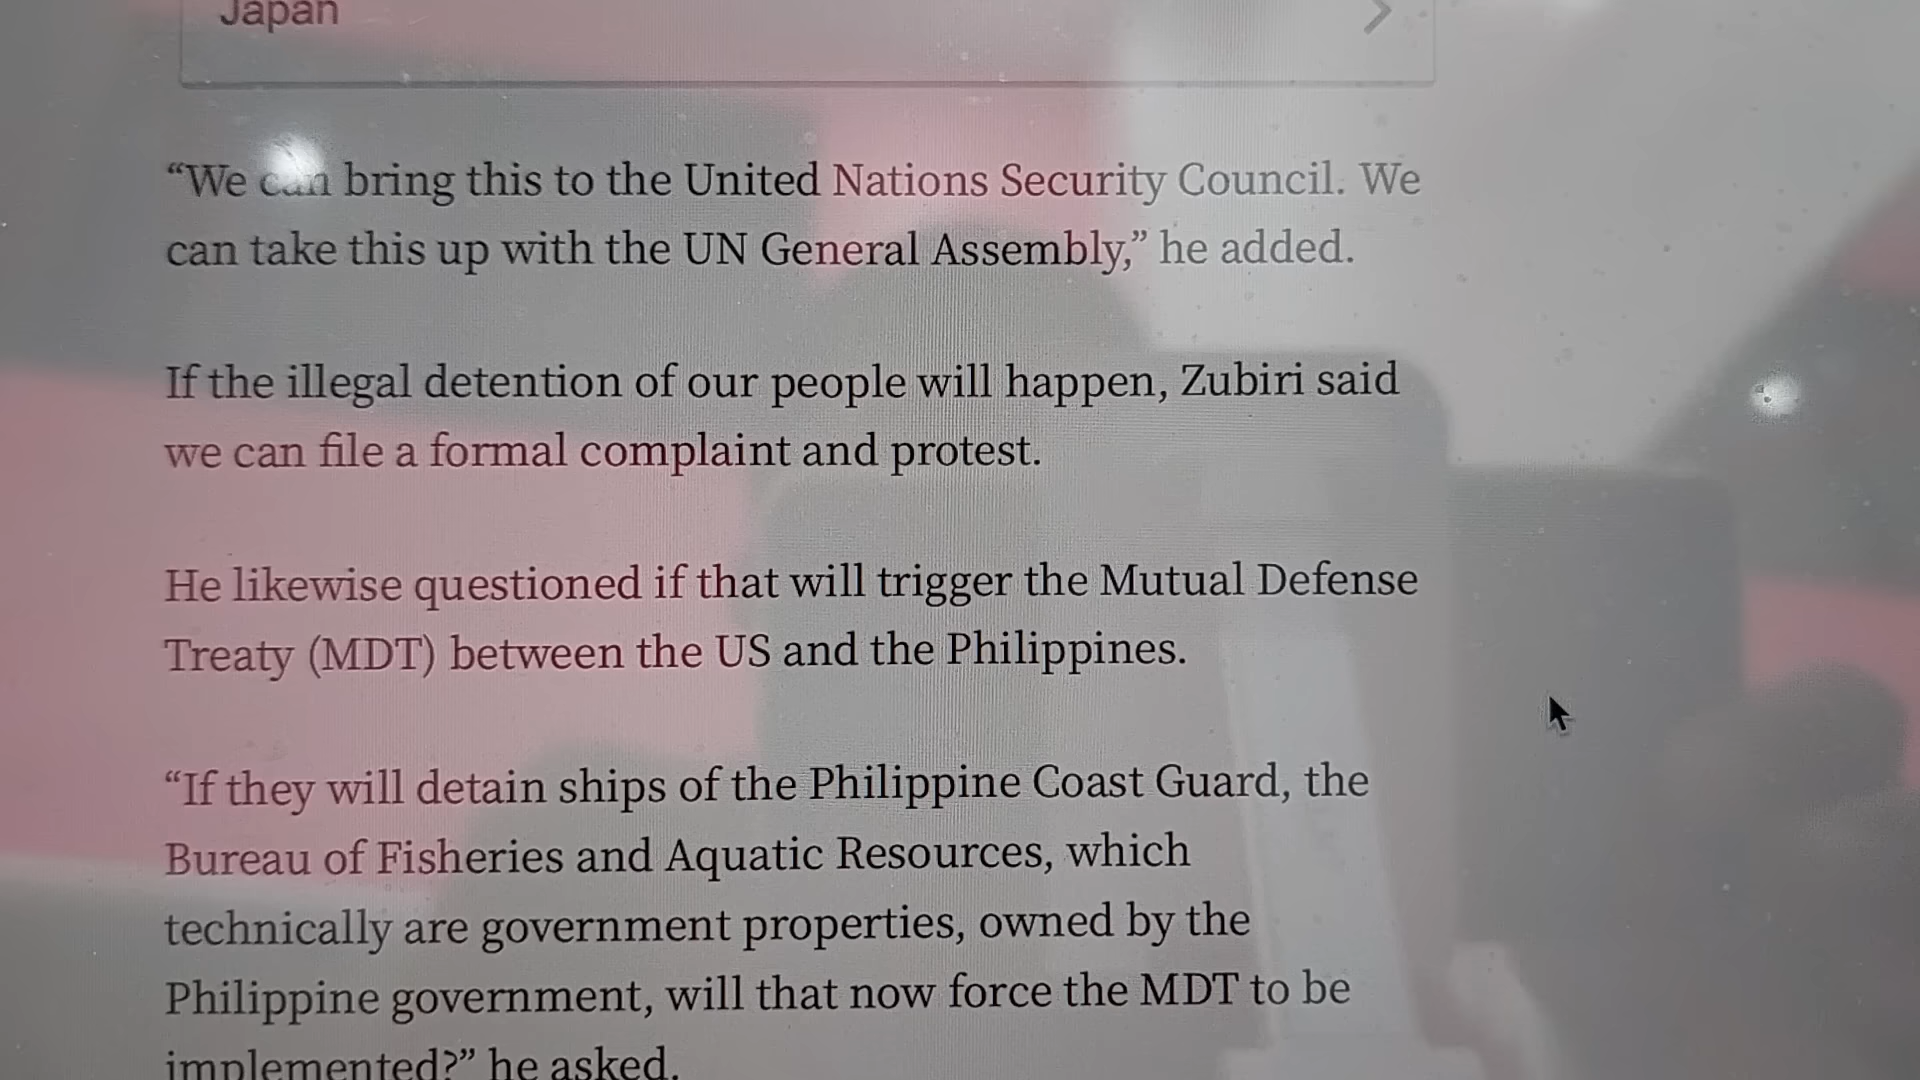 Japan
“We can bring this to the United Nations Security Council. We
can take this up with the UN General Assembly,” he added.
If the illegal detention of our people will happen, Zubiri said
we can file a formal complaint and protest.
He likewise questioned if that will trigger the Mutual Defense
Treaty (MDT) between the US and the Philippines.
“If they will detain ships of the Philippine Coast Guard, the
Bureau of Fisheries and Aquatic Resources, which
technically are government properties, owned by the
Philippine government, will that now force the MDT to be
implemented?” he asked.